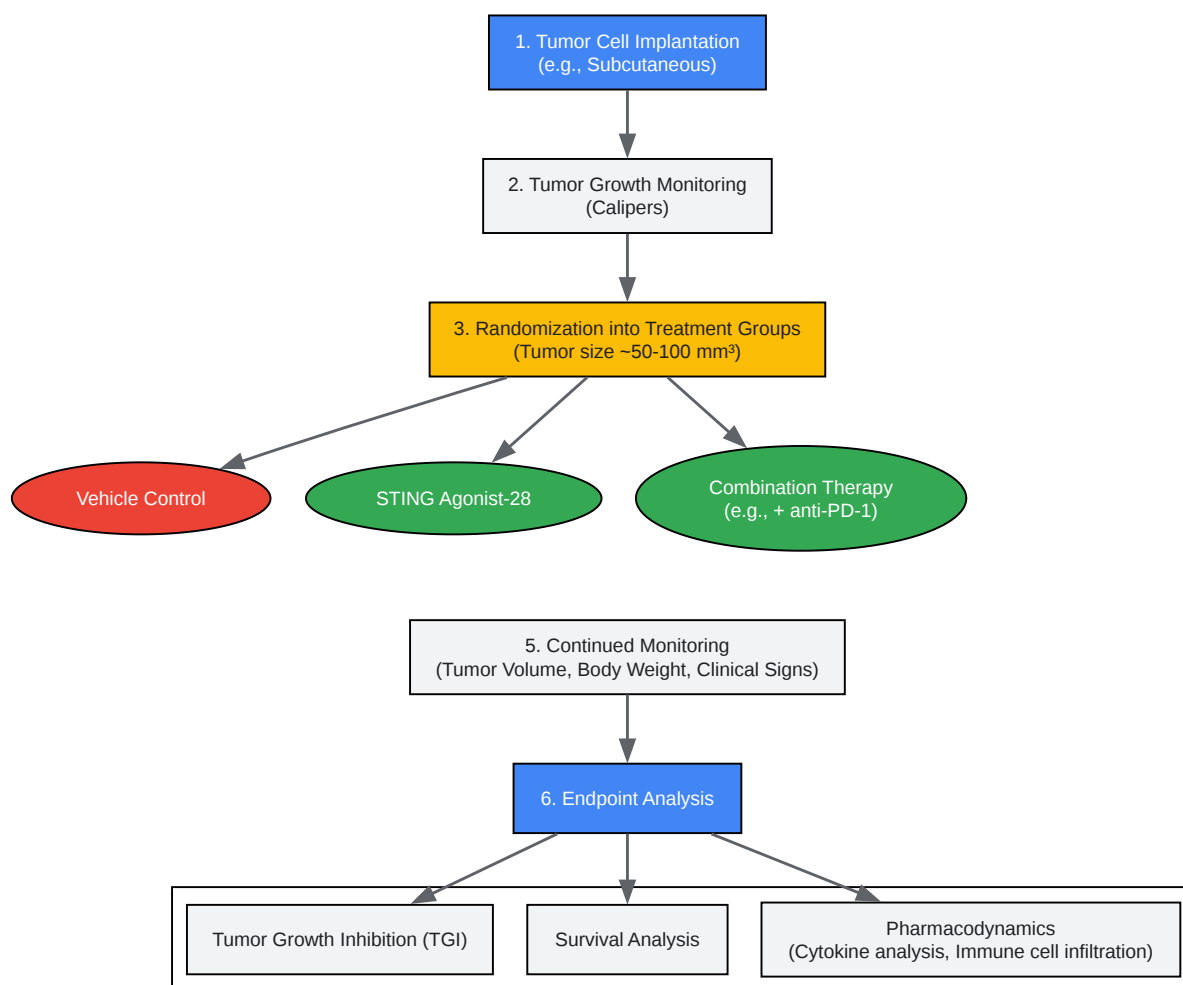 1. Tumor Cell Implantation
(e.g., Subcutaneous)
2. Tumor Growth Monitoring
(Calipers)
3. Randomization into Treatment Groups
(Tumor size ~50-100 mm³)
Vehicle Control
STING Agonist-28
Combination Therapy
(e.g., + anti-PD-1)
5. Continued Monitoring
(Tumor Volume, Body Weight, Clinical Signs)
6. Endpoint Analysis
Tumor Growth Inhibition (TGI)
Survival Analysis
Pharmacodynamics
(Cytokine analysis, Immune cell infiltration)